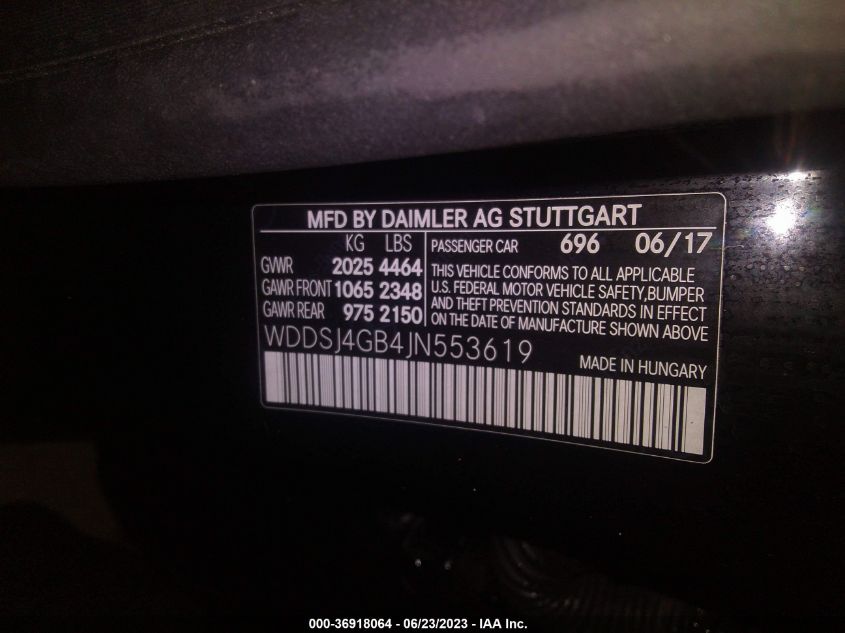 MFD BY DAIMLER AG STUTTGART
KG LBS
GVWR 2025 4464
GAWR FRONT 1065 2348
GAWR REAR 975 2150
PASSENGER CAR 696 06/17
THIS VEHICLE CONFORMS TO ALL APPLICABLE
U.S. FEDERAL MOTOR VEHICLE SAFETY, BUMPER
AND THEFT PREVENTION STANDARDS IN EFFECT
ON THE DATE OF MANUFACTURE SHOWN ABOVE
WDDSJ4GB4JN553619
MADE IN HUNGARY
000-36918064 - 06/23/2023 - IAA Inc.